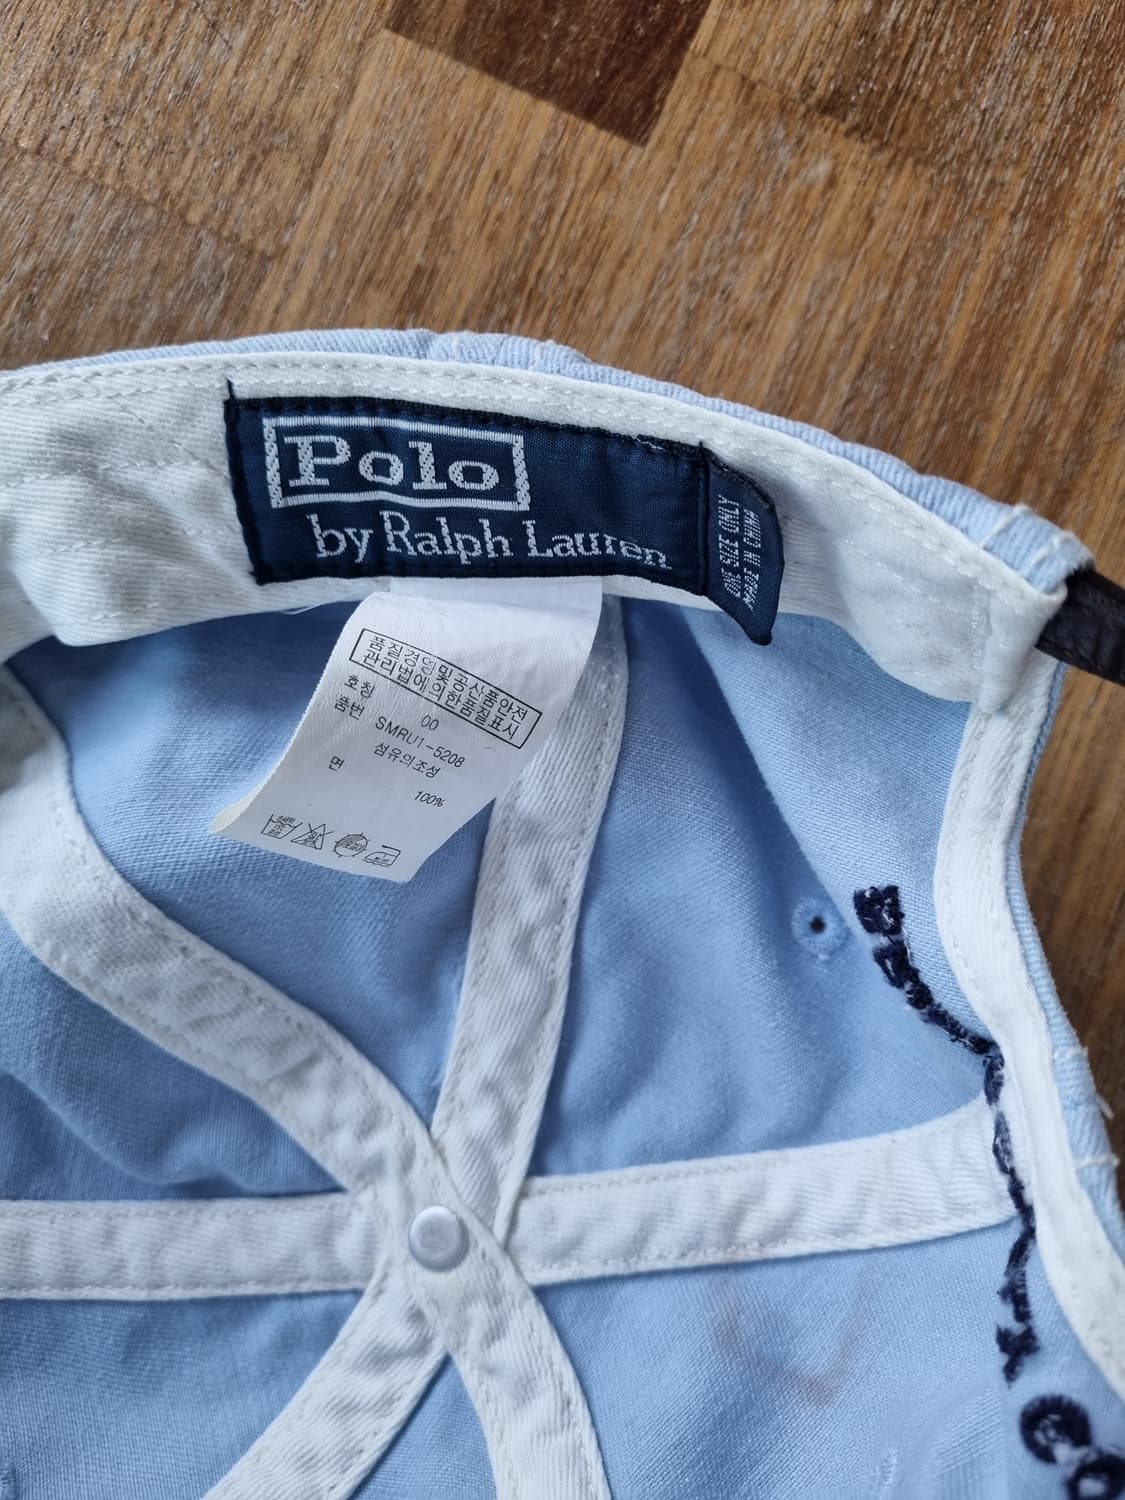 Polo
by Ralph Lauren
ONE SIZE ONLY
MADE IN CHINA
품질경영및공산품안전
관리법에의한품질표시
호칭 00
품번 SMRU1-5208
섬유의조성
면 100%